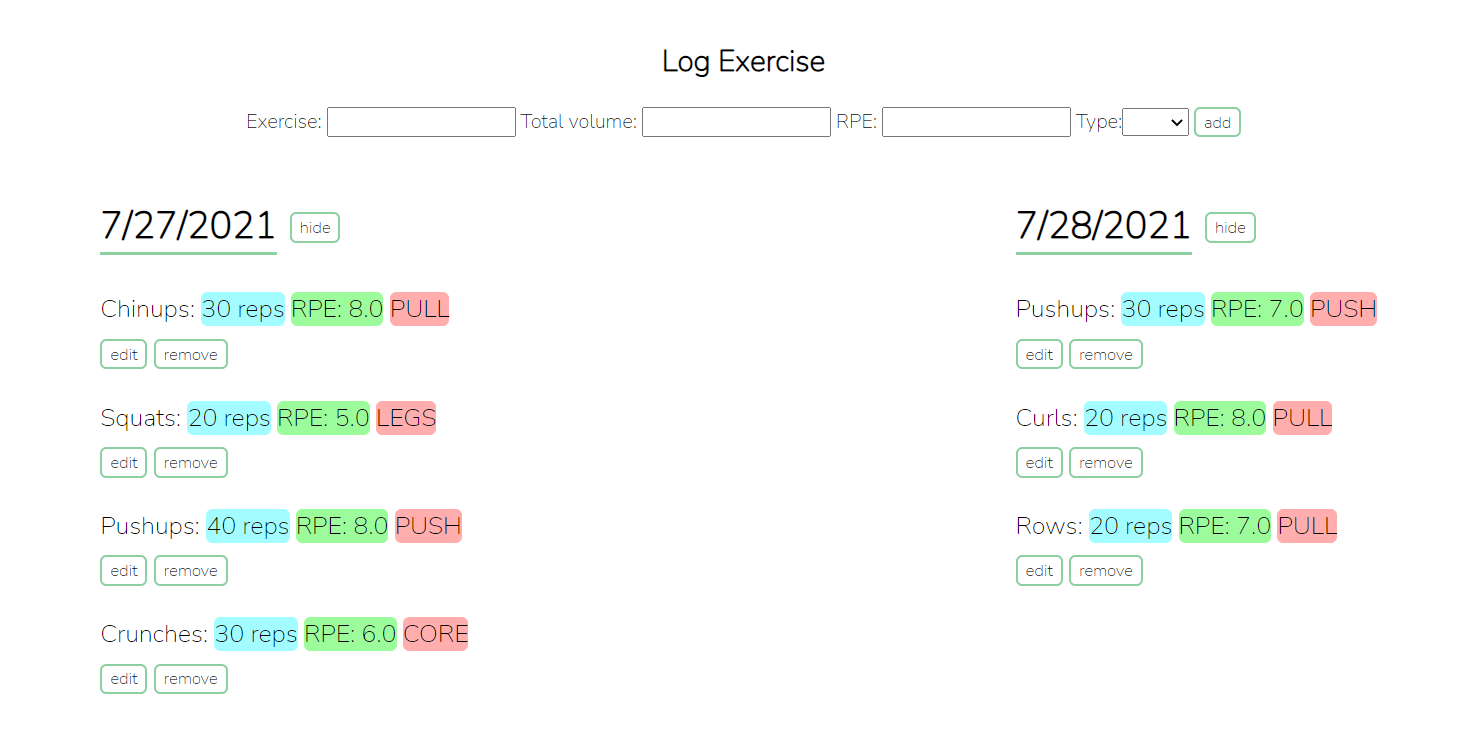 Log Exercise
Exercise: Total volume: RPE: Type: add
7/27/2021 hide
Chinups: 30 reps RPE: 8.0 PULL
edit remove
Squats: 20 reps RPE: 5.0 LEGS
edit remove
Pushups: 40 reps RPE: 8.0 PUSH
edit remove
Crunches: 30 reps RPE: 6.0 CORE
edit remove
7/28/2021 hide
Pushups: 30 reps RPE: 7.0 PUSH
edit remove
Curls: 20 reps RPE: 8.0 PULL
edit remove
Rows: 20 reps RPE: 7.0 PULL
edit remove